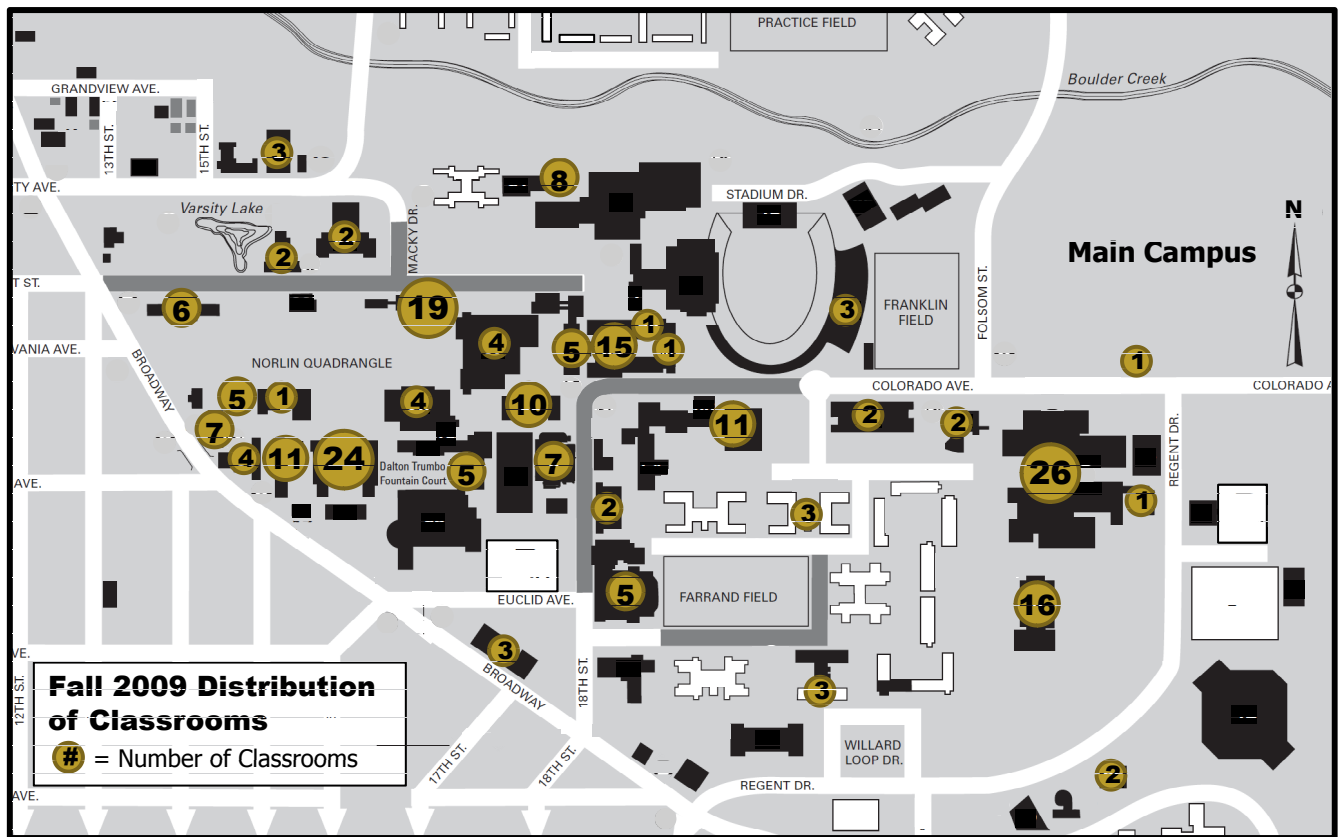 PRACTICE FIELD
Boulder Creek
GRANDVIEW AVE.
13TH ST.
15TH ST.
3
8
TY AVE.
STADIUM DR.
Varsity Lake
MACKY DR.
N
2
2
Main Campus
T ST.
6
19
3
FRANKLIN
FIELD
FOLSOM ST.
1
4
5
15
1
VANIA AVE.
BROADWAY
NORLIN QUADRANGLE
1
COLORADO AVE.
COLORADO A
5
1
4
10
11
2
2
REGENT DR.
7
4
11
24
Dalton Trumbo
Fountain Court
5
7
26
AVE.
2
3
1
5
FARRAND FIELD
16
EUCLID AVE.
3
BROADWAY
18TH ST.
3
VE.
12TH ST.
Fall 2009 Distribution
of Classrooms
# = Number of Classrooms
17TH ST.
18TH ST.
WILLARD
LOOP DR.
REGENT DR.
2
AVE.